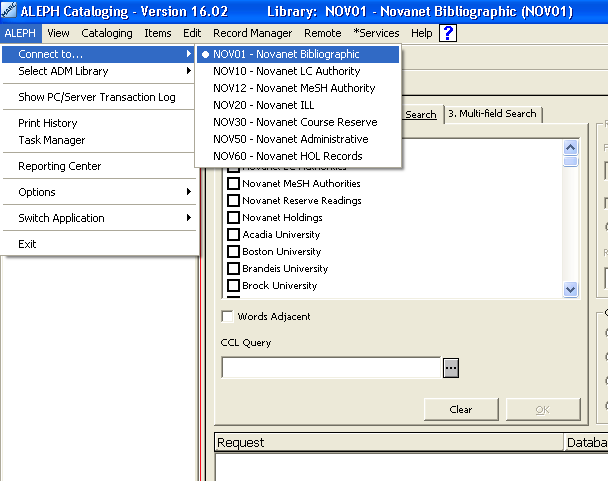 ALEPH Cataloging - Version 16.02 Library: NOV01 - Novanet Bibliographic (NOV01)
ALEPH View Cataloging Items Edit Record Manager Remote *Services Help ?
Connect to...
Select ADM Library
Show PC/Server Transaction Log
Print History
Task Manager
Reporting Center
Options
Switch Application
Exit
NOV01 - Novanet Bibliographic
NOV10 - Novanet LC Authority
NOV12 - Novanet MeSH Authority
NOV20 - Novanet ILL
NOV30 - Novanet Course Reserve
NOV50 - Novanet Administrative
NOV60 - Novanet HOL Records
Search 3. Multi-field Search
Novanet LC Authorities
Novanet MeSH Authorities
Novanet Reserve Readings
Novanet Holdings
Acadia University
Boston University
Brandeis University
Brock University
Words Adjacent
CCL Query
...
Clear OK
Request Databa